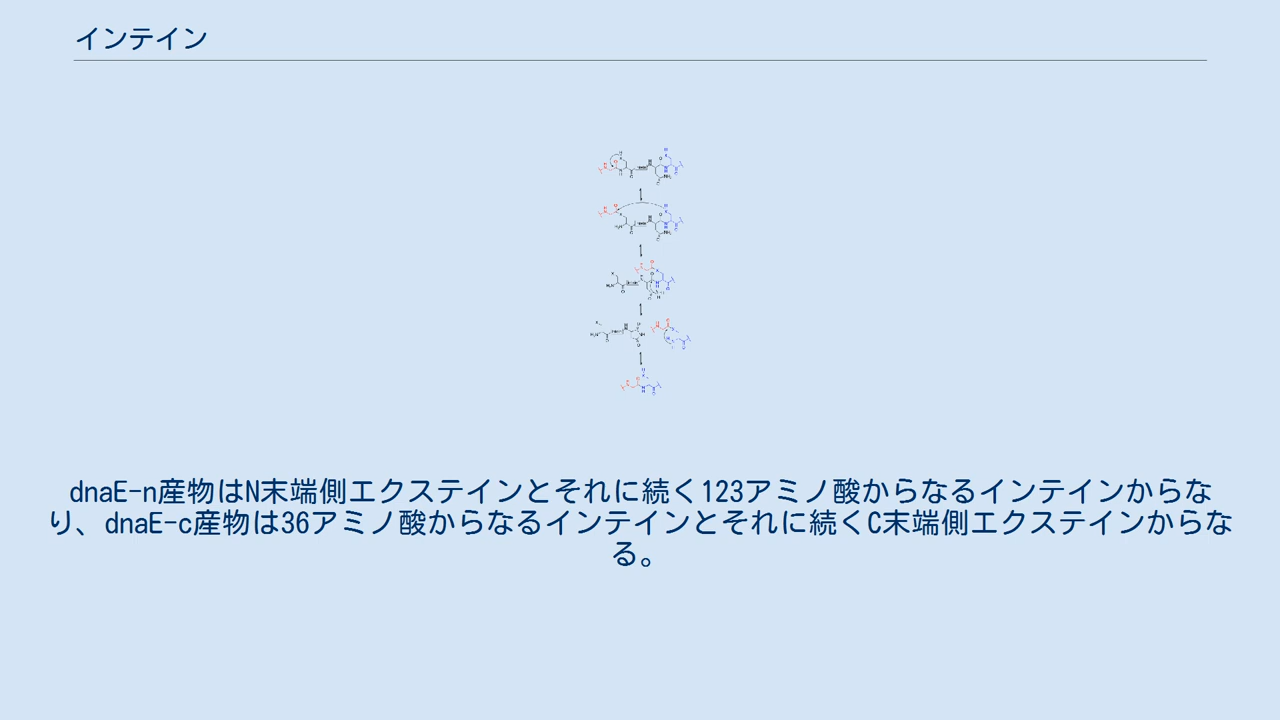 インテイン
dnaE-n産物はN末端側エクステインとそれに続く123アミノ酸からなるインテインからな
り、dnaE-c産物は36アミノ酸からなるインテインとそれに続くC末端側エクステインからな
る。